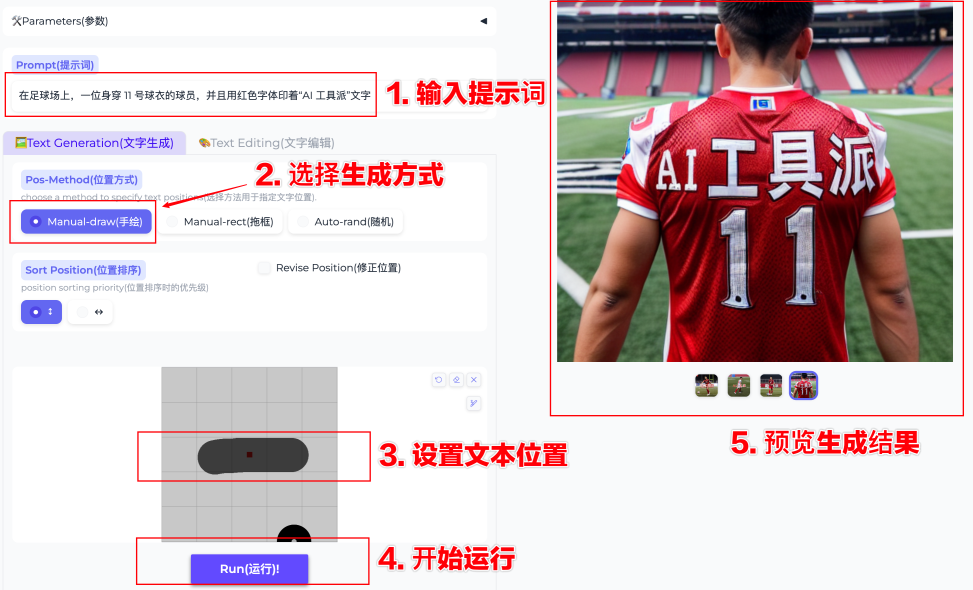 🛠Parameters(参数)
Prompt(提示词)
在足球场上，一位身穿 11 号球衣的球员，并且用红色字体印着“AI 工具派”文字
1. 输入提示词
🖼Text Generation(文字生成)
🎨Text Editing(文字编辑)
2. 选择生成方式
Pos-Method(位置方式)
choose a method to specify text positions(选择方法用于指定文字位置).
Manual-draw(手绘)
Manual-rect(拖框)
Auto-rand(随机)
Sort Position(位置排序)
Revise Position(修正位置)
position sorting priority(位置排序时的优先级)
↕
↔
3. 设置文本位置
4. 开始运行
Run(运行)!
AI 工具派
11
5. 预览生成结果